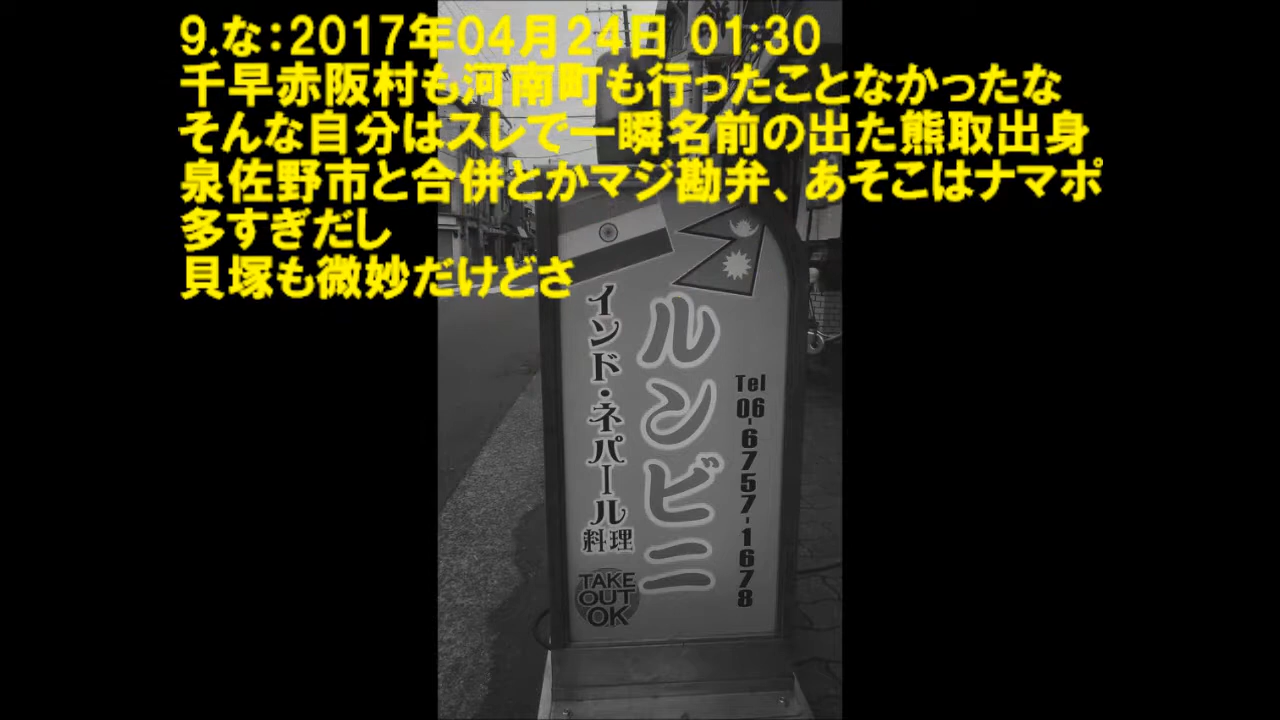 9.な：2017年04月24日 01:30
千早赤阪村も河南町も行ったことなかったな
そんな自分はスレで一瞬名前の出た熊取出身
泉佐野市と合併とかマジ勘弁、あそこはナマポ
多すぎだし
貝塚も微妙だけどさ
インド・ネパール料理
ルンビニ
Tel 06-6757-1678
TAKE
OUT
OK